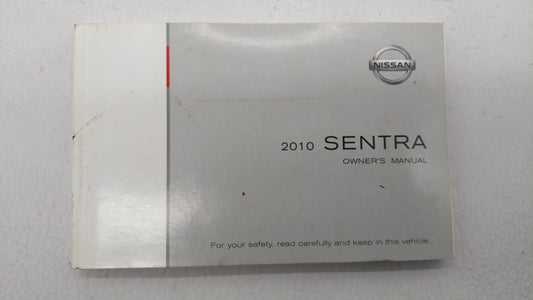 NISSAN
2010 SENTRA
OWNER'S MANUAL
For your safety, read carefully and keep in this vehicle.